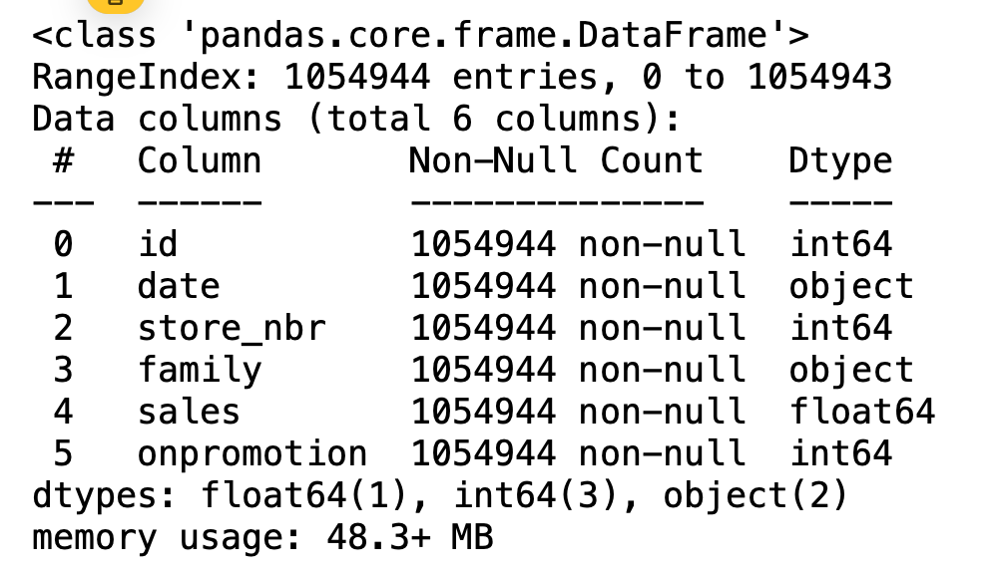 <class 'pandas.core.frame.DataFrame'>
RangeIndex: 1054944 entries, 0 to 1054943
Data columns (total 6 columns):
 #   Column       Non-Null Count    Dtype
---  ------       --------------    -----
 0   id           1054944 non-null  int64
 1   date         1054944 non-null  object
 2   store_nbr    1054944 non-null  int64
 3   family       1054944 non-null  object
 4   sales        1054944 non-null  float64
 5   onpromotion  1054944 non-null  int64
dtypes: float64(1), int64(3), object(2)
memory usage: 48.3+ MB